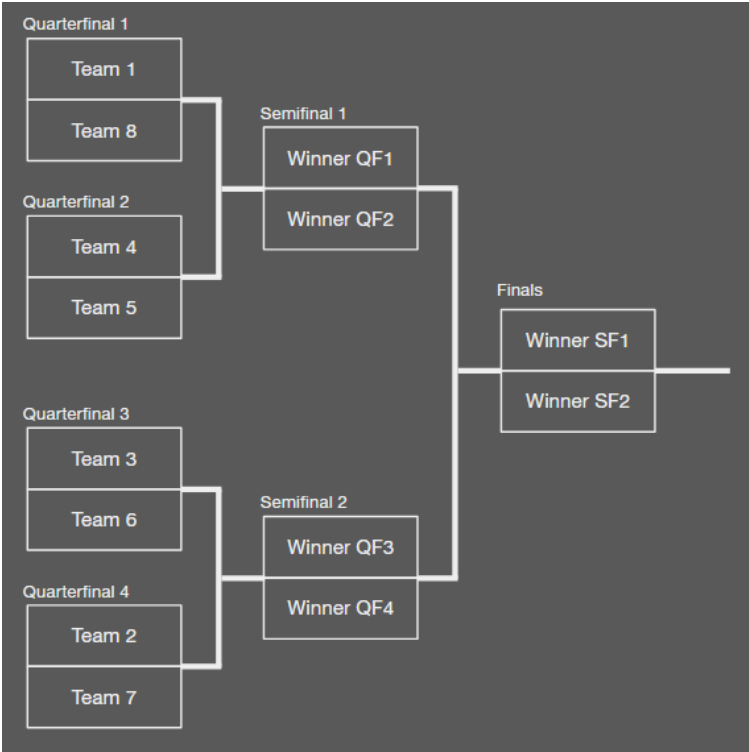 Quarterfinal 1
Team 1
Team 8
Quarterfinal 2
Team 4
Team 5
Semifinal 1
Winner QF1
Winner QF2
Finals
Winner SF1
Winner SF2
Quarterfinal 3
Team 3
Team 6
Quarterfinal 4
Team 2
Team 7
Semifinal 2
Winner QF3
Winner QF4